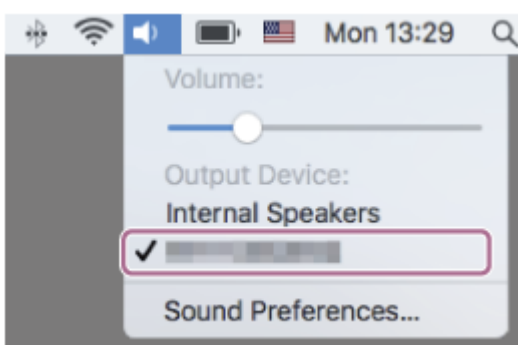 Mon 13:29
Volume:
Output Device:
Internal Speakers
Sound Preferences...